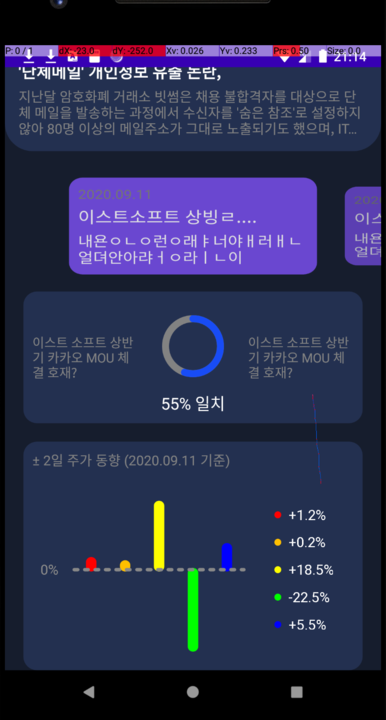 P: 0 / 1 dX: -23.0 dY: -252.0 Xv: 0.026 Yv: 0.233 Prs: 0.50 Size: 0.0
21:14
'단체메일' 개인정보 유출 논란,
지난달 암호화폐 거래소 빗썸은 채용 불합격자를 대상으로 단
체 메일을 발송하는 과정에서 수신자를 '숨은 참조'로 설정하지
않아 80명 이상의 메일주소가 그대로 노출되기도 했으며, IT...
2020.09.11
이스트소프트 상빙ㄹ....
내욘ㅇㄴㅇ런ㅇ래ㅑ너야ㅐ러ㅐㄴ
얼뎌안아랴ㅓㅇ라ㅣㄴ이
이스트 소프트 상반
기 카카오 MOU 체
결 호재?
55% 일치
이스트 소프트 상반
기 카카오 MOU 체
결 호재?
± 2일 주가 동향 (2020.09.11 기준)
0%
+1.2%
+0.2%
+18.5%
-22.5%
+5.5%